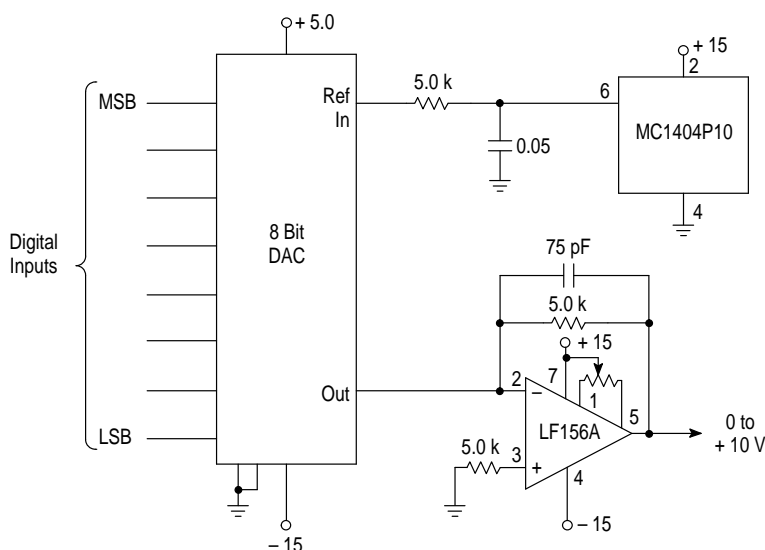 + 5.0
+ 15
MSB
Ref
In
5.0 k
6
2
MC1404P10
0.05
4
Digital
Inputs
8 Bit
DAC
75 pF
5.0 k
+ 15
7
Out
2
–
1
5
LF156A
0 to
+ 10 V
LSB
5.0 k
3
+
4
– 15
– 15